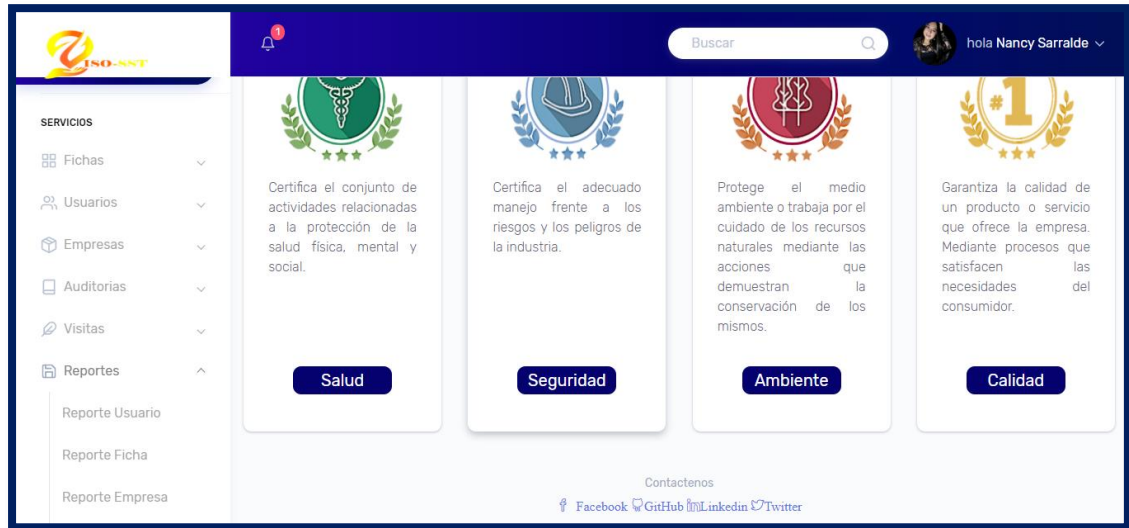 ISO-SST
1
Buscar
hola Nancy Sarralde
SERVICIOS
Fichas
Usuarios
Empresas
Auditorias
Visitas
Reportes
Reporte Usuario
Reporte Ficha
Reporte Empresa
Certifica el conjunto de
actividades relacionadas
a la protección de la
salud física, mental y
social.
Salud
Certifica el adecuado
manejo frente a los
riesgos y los peligros de
la industria.
Seguridad
Protege el medio
ambiente o trabaja por el
cuidado de los recursos
naturales mediante las
acciones que
demuestran la
conservación de los
mismos.
Ambiente
#1
Garantiza la calidad de
un producto o servicio
que ofrece la empresa.
Mediante procesos que
satisfacen las
necesidades del
consumidor.
Calidad
Contactenos
Facebook GitHub Linkedin Twitter